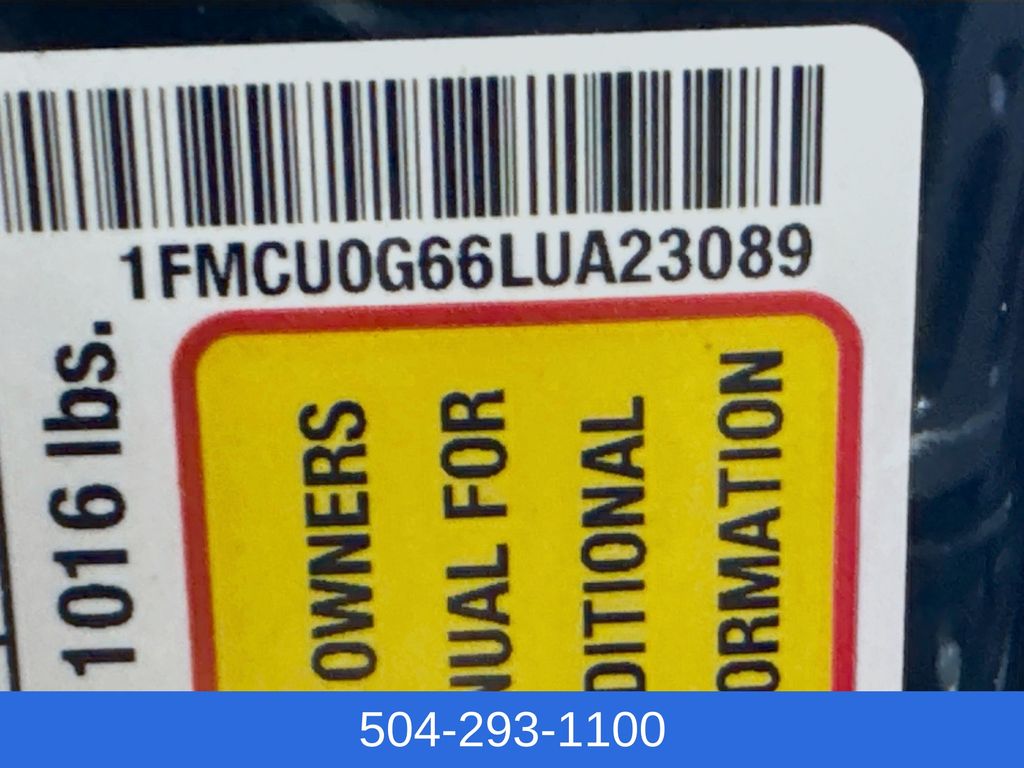 1FMCU0G66LUA23089
1016 lbs.
OWNERS
NUAL FOR
DITIONAL
ORMATION
504-293-1100